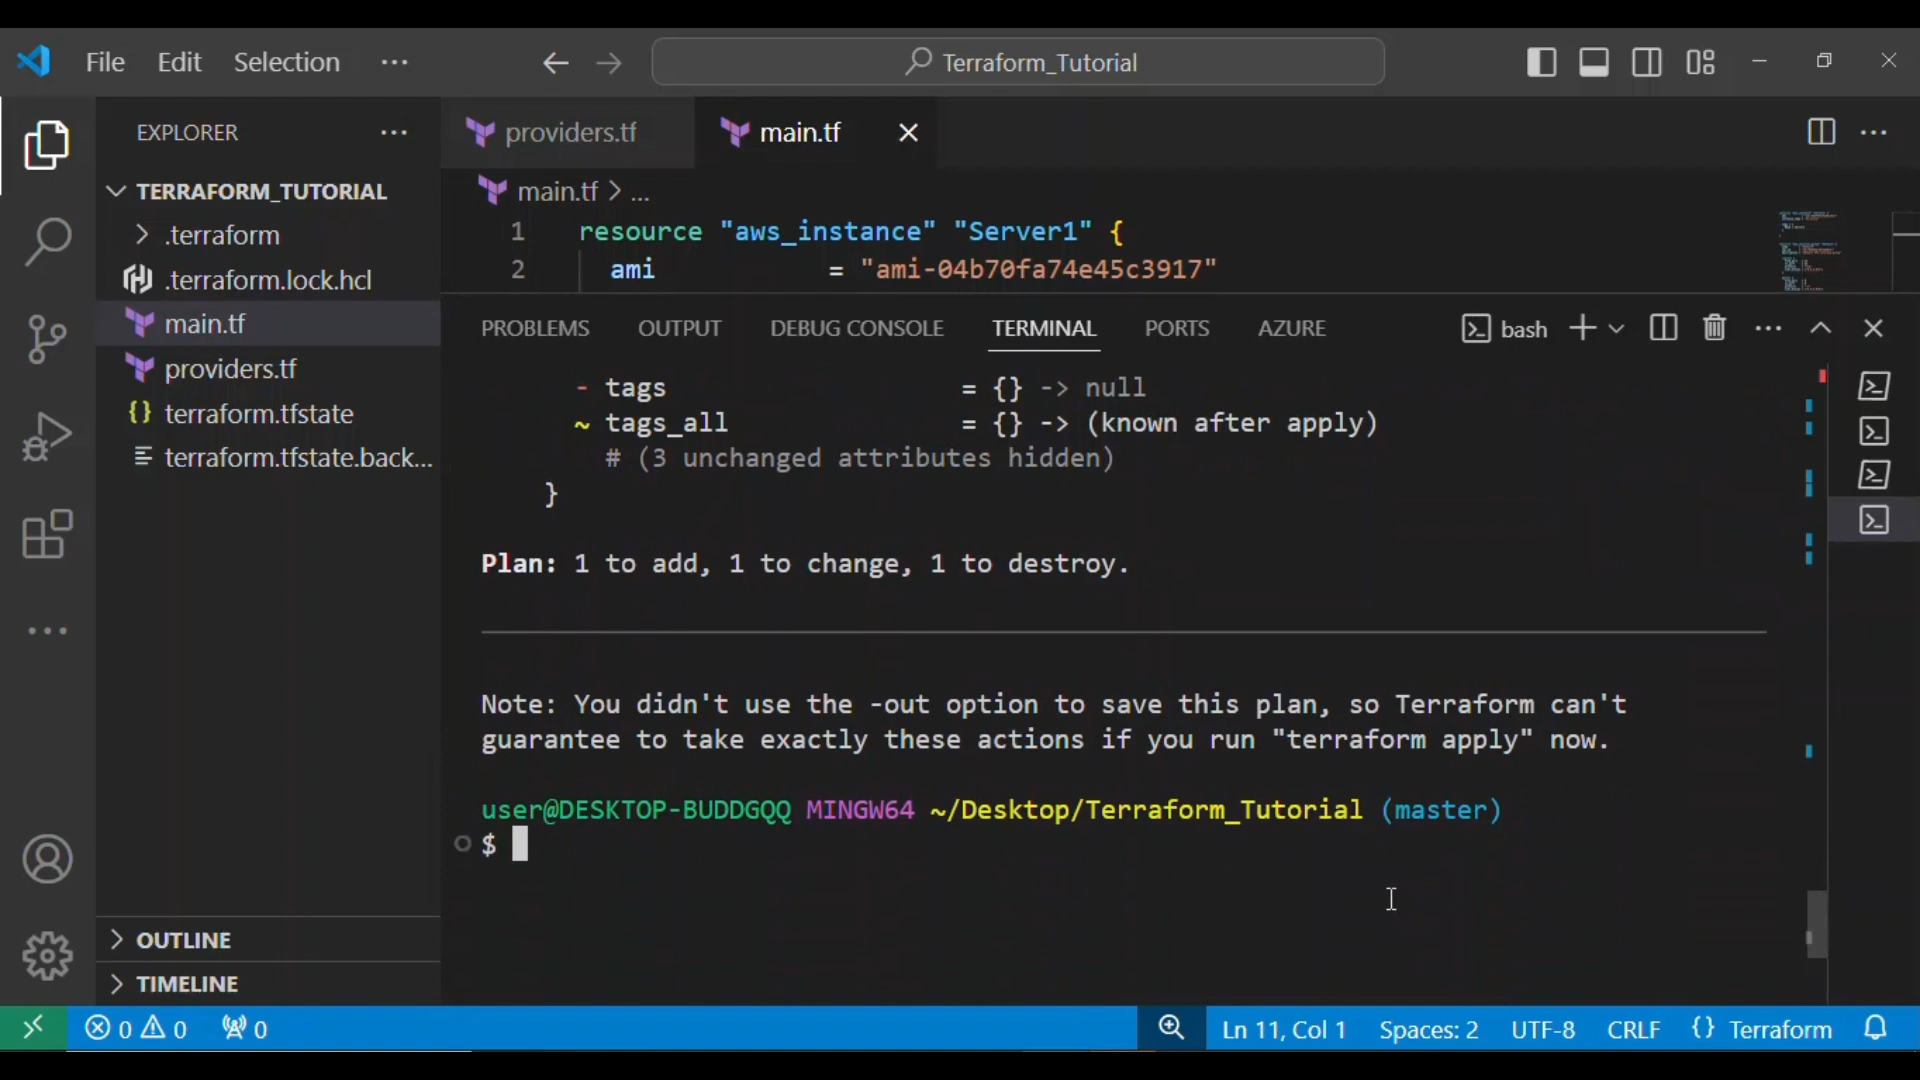 File Edit Selection ··· Terraform_Tutorial
EXPLORER ···
TERRAFORM_TUTORIAL
.terraform
.terraform.lock.hcl
main.tf
providers.tf
terraform.tfstate
terraform.tfstate.back...
OUTLINE
TIMELINE
providers.tf main.tf
main.tf > ...
1 resource "aws_instance" "Server1" {
2 ami = "ami-04b70fa74e45c3917"
PROBLEMS OUTPUT DEBUG CONSOLE TERMINAL PORTS AZURE bash
- tags = {} -> null
~ tags_all = {} -> (known after apply)
# (3 unchanged attributes hidden)
}
Plan: 1 to add, 1 to change, 1 to destroy.
Note: You didn't use the -out option to save this plan, so Terraform can't
guarantee to take exactly these actions if you run "terraform apply" now.
user@DESKTOP-BUDDGQQ MINGW64 ~/Desktop/Terraform_Tutorial (master)
$
0 0 0 Ln 11, Col 1 Spaces: 2 UTF-8 CRLF {} Terraform